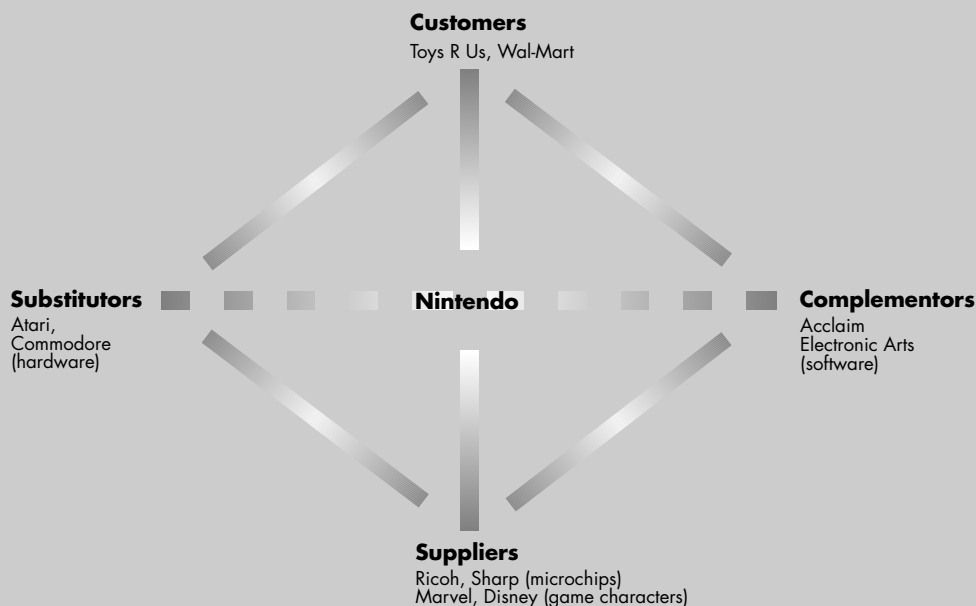 Customers
Toys R Us, Wal-Mart
Substitutors
Atari,
Commodore
(hardware)
Nintendo
Complementors
Acclaim
Electronic Arts
(software)
Suppliers
Ricoh, Sharp (microchips)
Marvel, Disney (game characters)